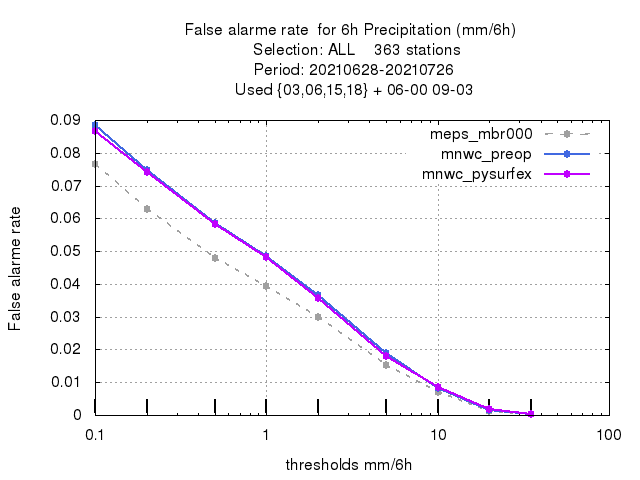 False alarme rate  for 6h Precipitation (mm/6h)
Selection: ALL    363 stations
Period: 20210628-20210726
Used {03,06,15,18} + 06-00 09-03
meps_mbr000
mnwc_preop
mnwc_pysurfex
False alarme rate
0.09
0.08
0.07
0.06
0.05
0.04
0.03
0.02
0.01
0
0.1
1
10
100
thresholds mm/6h